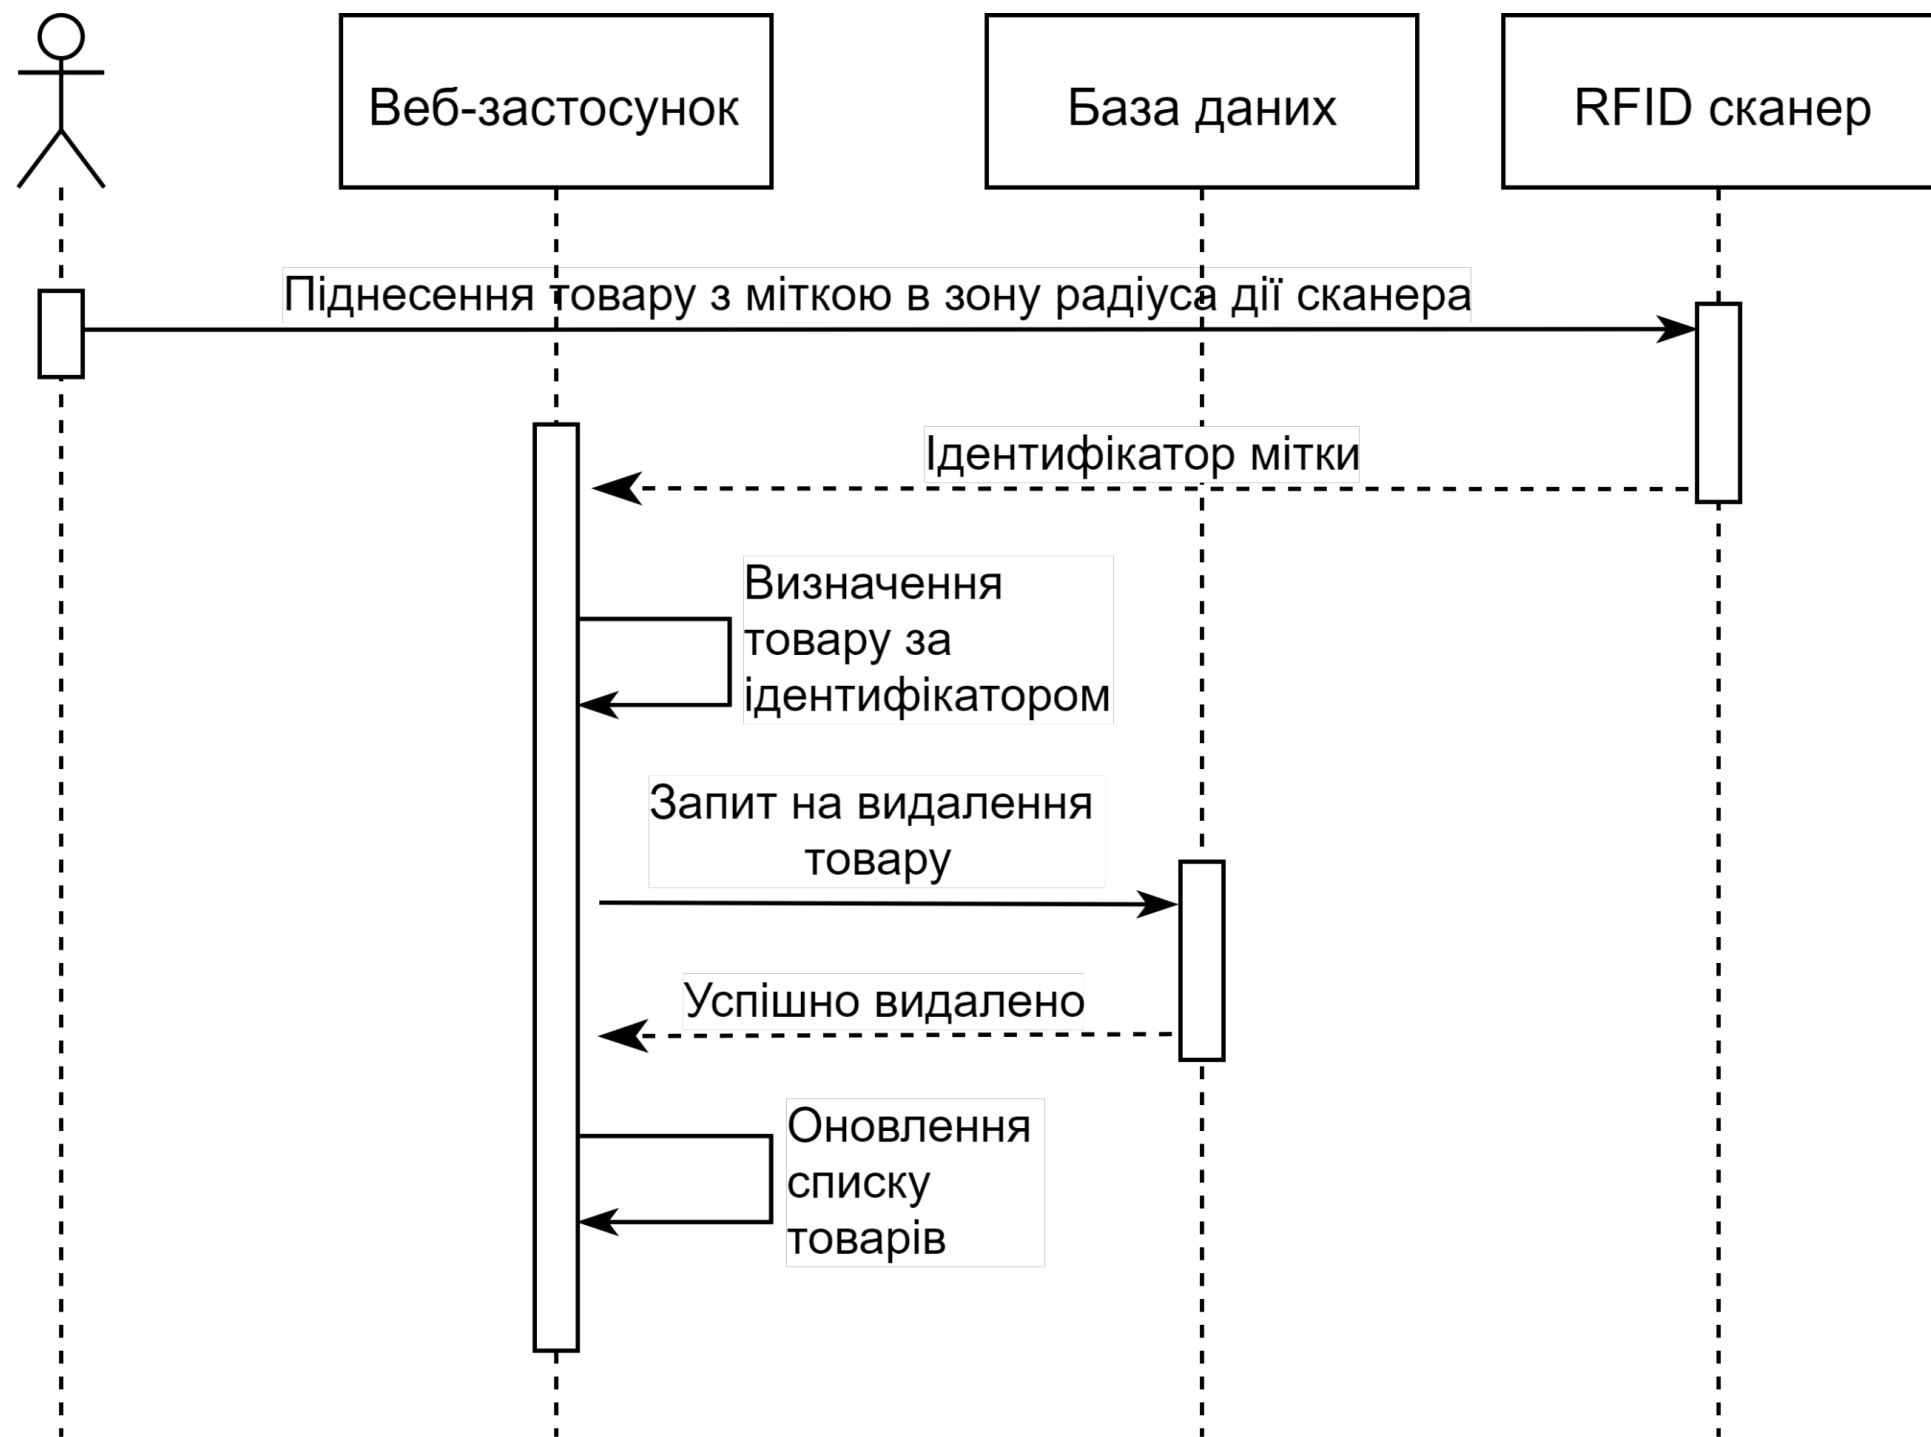 Веб-застосунок
База даних
RFID сканер
Піднесення товару з міткою в зону радіуса дії сканера
Ідентифікатор мітки
Визначення
товару за
ідентифікатором
Запит на видалення
товару
Успішно видалено
Оновлення
списку
товарів